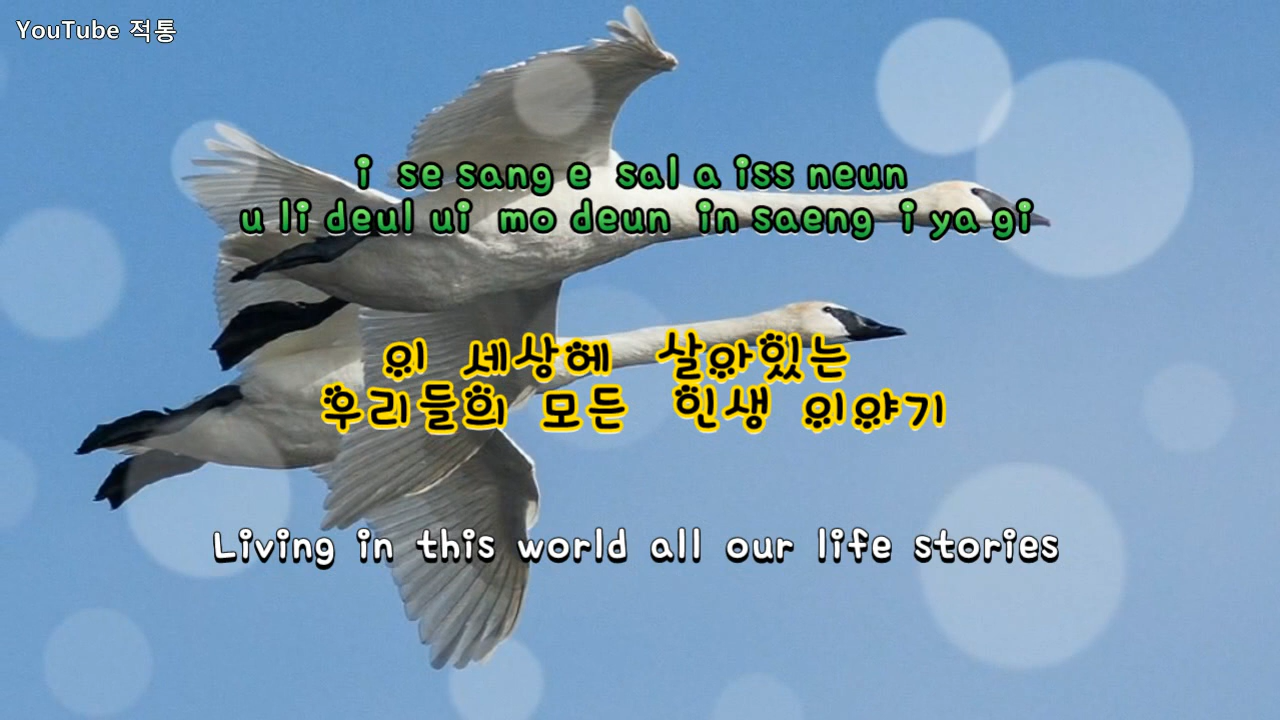 YouTube 적통
i se sang e sal a iss neun
u li deul ui mo deun in saeng i ya gi
이 세상에 살아있는
우리들의 모든 인생 이야기
Living in this world all our life stories